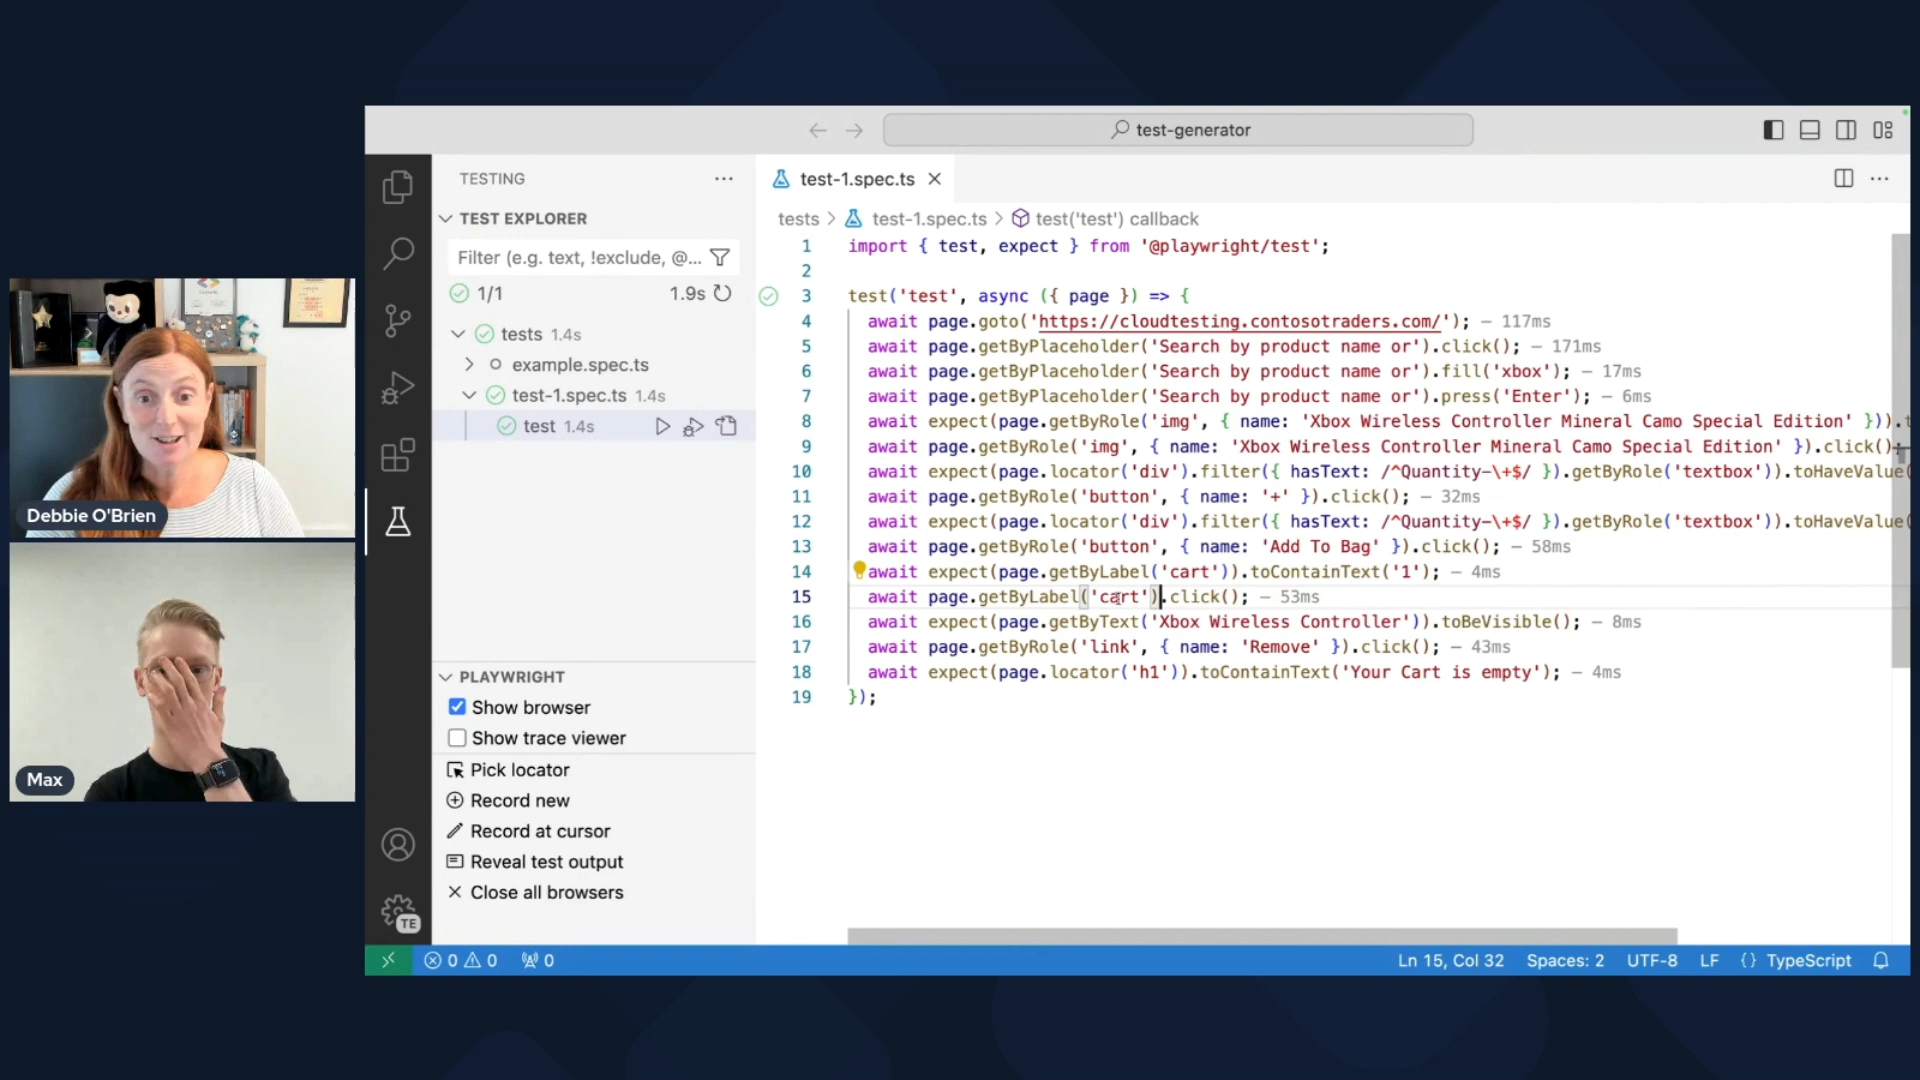 test-generator
TESTING
TEST EXPLORER
Filter (e.g. text, !exclude, @...
1/1
1.9s
tests 1.4s
example.spec.ts
test-1.spec.ts 1.4s
test 1.4s
PLAYWRIGHT
Show browser
Show trace viewer
Pick locator
Record new
Record at cursor
Reveal test output
Close all browsers
TE
test-1.spec.ts
tests > test-1.spec.ts > test('test') callback
1 import { test, expect } from '@playwright/test';
2
3 test('test', async ({ page }) => {
4 await page.goto('https://cloudtesting.contosotraders.com/'); — 117ms
5 await page.getByPlaceholder('Search by product name or').click(); — 171ms
6 await page.getByPlaceholder('Search by product name or').fill('xbox'); — 17ms
7 await page.getByPlaceholder('Search by product name or').press('Enter'); — 6ms
8 await expect(page.getByRole('img', { name: 'Xbox Wireless Controller Mineral Camo Special Edition' })).t
9 await page.getByRole('img', { name: 'Xbox Wireless Controller Mineral Camo Special Edition' }).click();
10 await expect(page.locator('div').filter({ hasText: /^Quantity-\+$/ }).getByRole('textbox')).toHaveValue(
11 await page.getByRole('button', { name: '+' }).click(); — 32ms
12 await expect(page.locator('div').filter({ hasText: /^Quantity-\+$/ }).getByRole('textbox')).toHaveValue(
13 await page.getByRole('button', { name: 'Add To Bag' }).click(); — 58ms
14 await expect(page.getByLabel('cart')).toContainText('1'); — 4ms
15 await page.getByLabel('cart').click(); — 53ms
16 await expect(page.getByText('Xbox Wireless Controller')).toBeVisible(); — 8ms
17 await page.getByRole('link', { name: 'Remove' }).click(); — 43ms
18 await expect(page.locator('h1')).toContainText('Your Cart is empty'); — 4ms
19 });
0 0 0
Ln 15, Col 32
Spaces: 2
UTF-8
LF
{ } TypeScript
Debbie O'Brien
Max